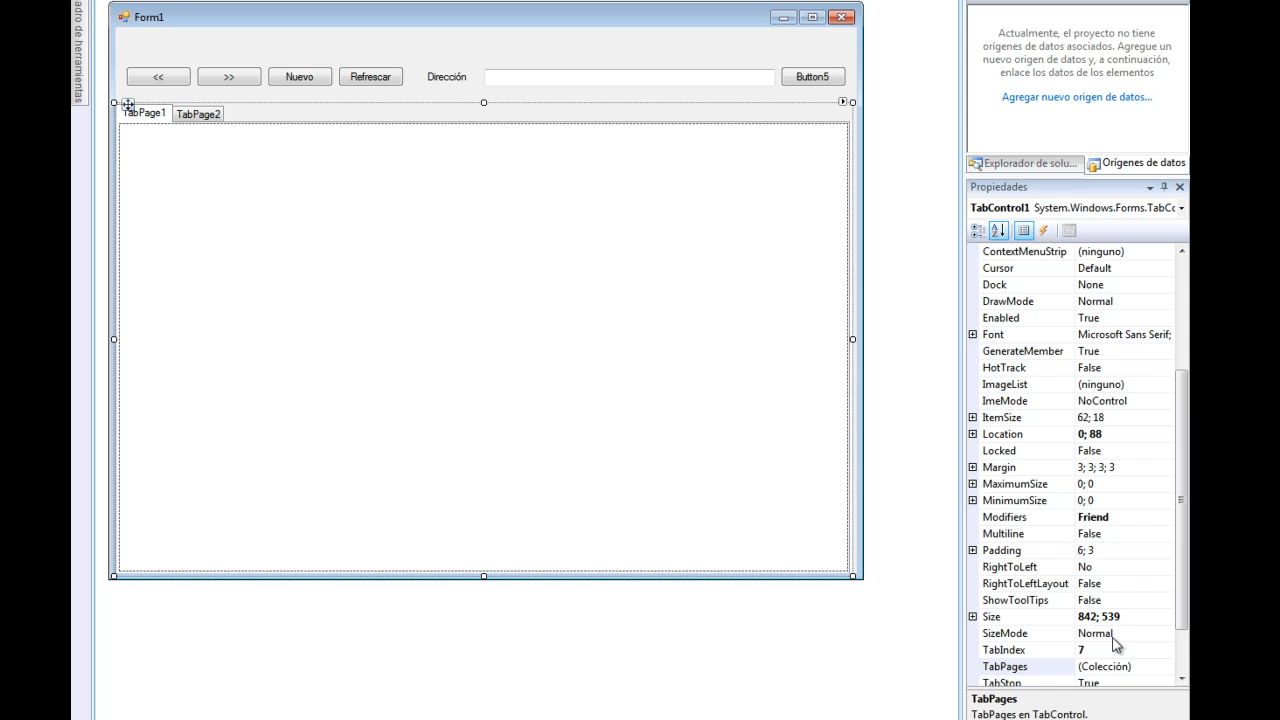 adro de herramientas
Form1
<<
>>
Nuevo
Refrescar
Dirección
Button5
TabPage1
TabPage2
Actualmente, el proyecto no tiene
orígenes de datos asociados. Agregue un
nuevo origen de datos y, a continuación,
enlace los datos de los elementos
Agregar nuevo origen de datos...
Explorador de solu...
Orígenes de datos
Propiedades
TabControl1 System.Windows.Forms.TabCc
ContextMenuStrip (ninguno)
Cursor Default
Dock None
DrawMode Normal
Enabled True
Font Microsoft Sans Serif;
GenerateMember True
HotTrack False
ImageList (ninguno)
ImeMode NoControl
ItemSize 62; 18
Location 0; 88
Locked False
Margin 3; 3; 3; 3
MaximumSize 0; 0
MinimumSize 0; 0
Modifiers Friend
Multiline False
Padding 6; 3
RightToLeft No
RightToLeftLayout False
ShowToolTips False
Size 842; 539
SizeMode Normal
TabIndex 7
TabPages (Colección)
TabStop True
TabPages
TabPages en TabControl.